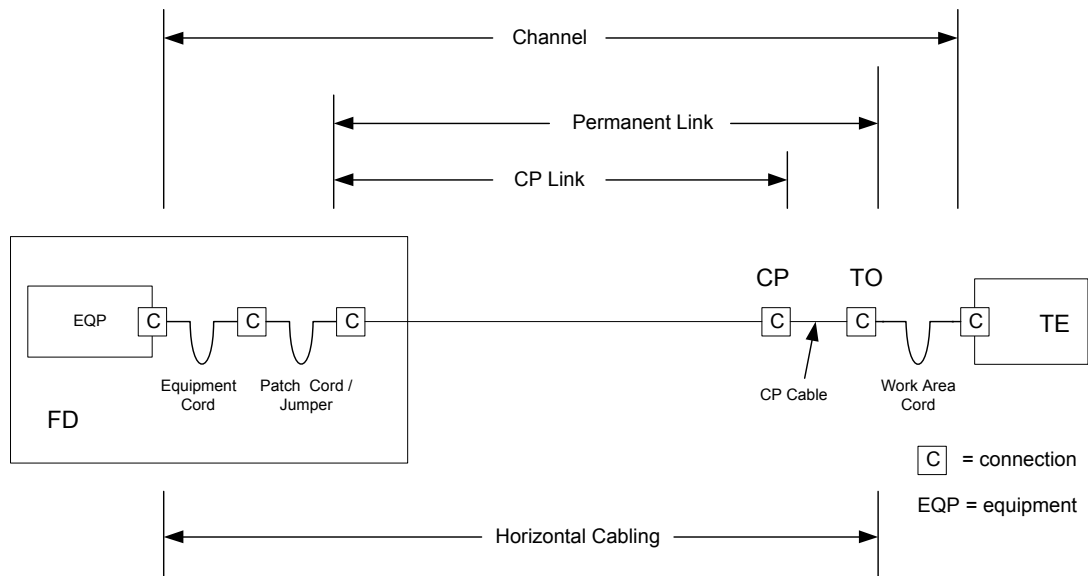 Channel
Permanent Link
CP Link
CP
TO
EQP
C
C
C
C
C
C
TE
Equipment
Cord
Patch Cord /
Jumper
CP Cable
Work Area
Cord
FD
C = connection
EQP = equipment
Horizontal Cabling